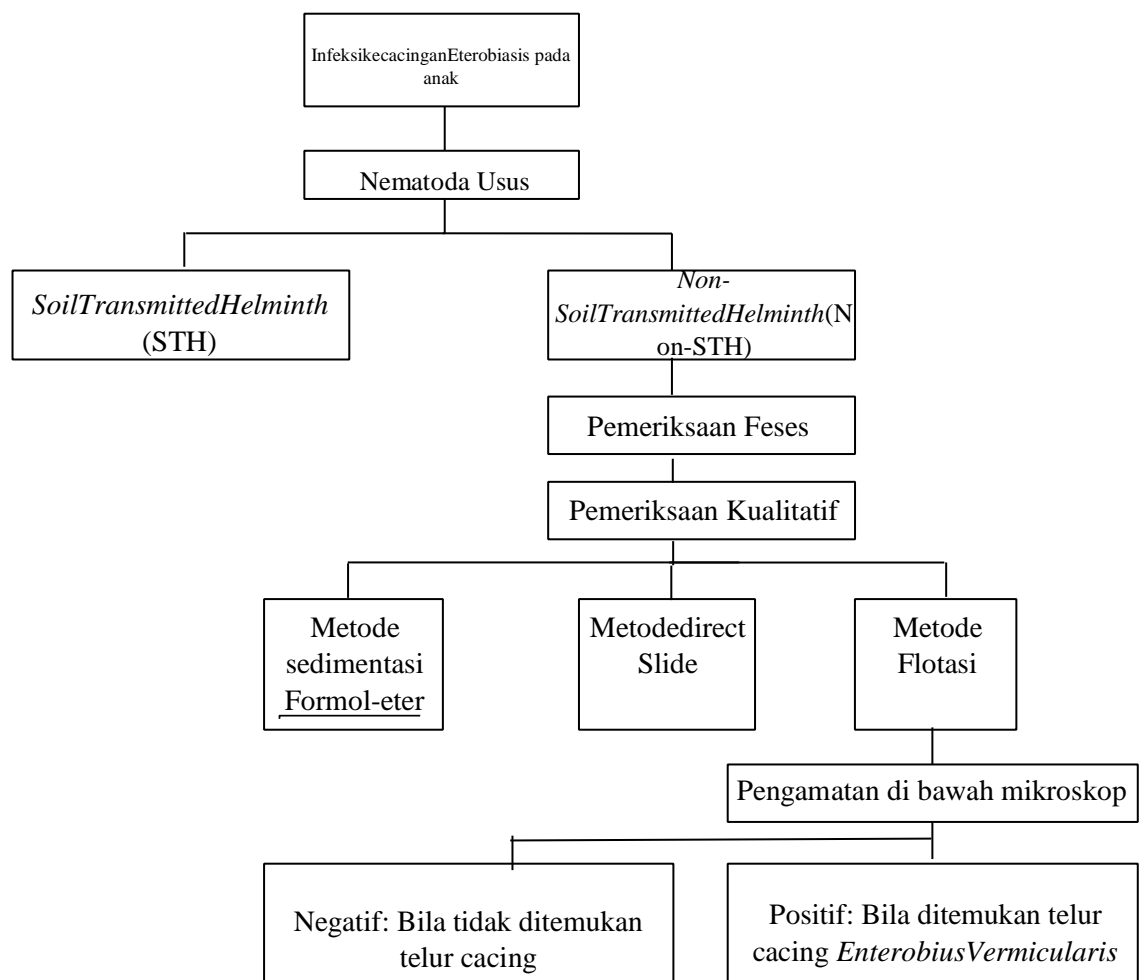 InfeksikecacinganEterobiasis pada
anak
Nematoda Usus
SoilTransmittedHelminth
(STH)
Non-
SoilTransmittedHelminth(N
on-STH)
Pemeriksaan Feses
Pemeriksaan Kualitatif
Metode
sedimentasi
Formol-eter
Metodedirect
Slide
Metode
Flotasi
Pengamatan di bawah mikroskop
Negatif: Bila tidak ditemukan
telur cacing
Positif: Bila ditemukan telur
cacing EnterobiusVermicularis